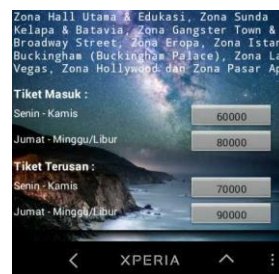 Zona Hall Utama & Edukasi, Zona Sunda
Kelapa & Batavia, Zona Gangster Town &
Broadway Street, Zona Eropa, Zona Istan
Buckingham (Buckingham Palace), Zona La
Vegas, Zona Hollywood dan Zona Pasar Ap
Tiket Masuk :
Senin - Kamis 60000
Jumat - Minggu/Libur 80000
Tiket Terusan :
Senin - Kamis 70000
Jumat - Minggu/Libur 90000
XPERIA